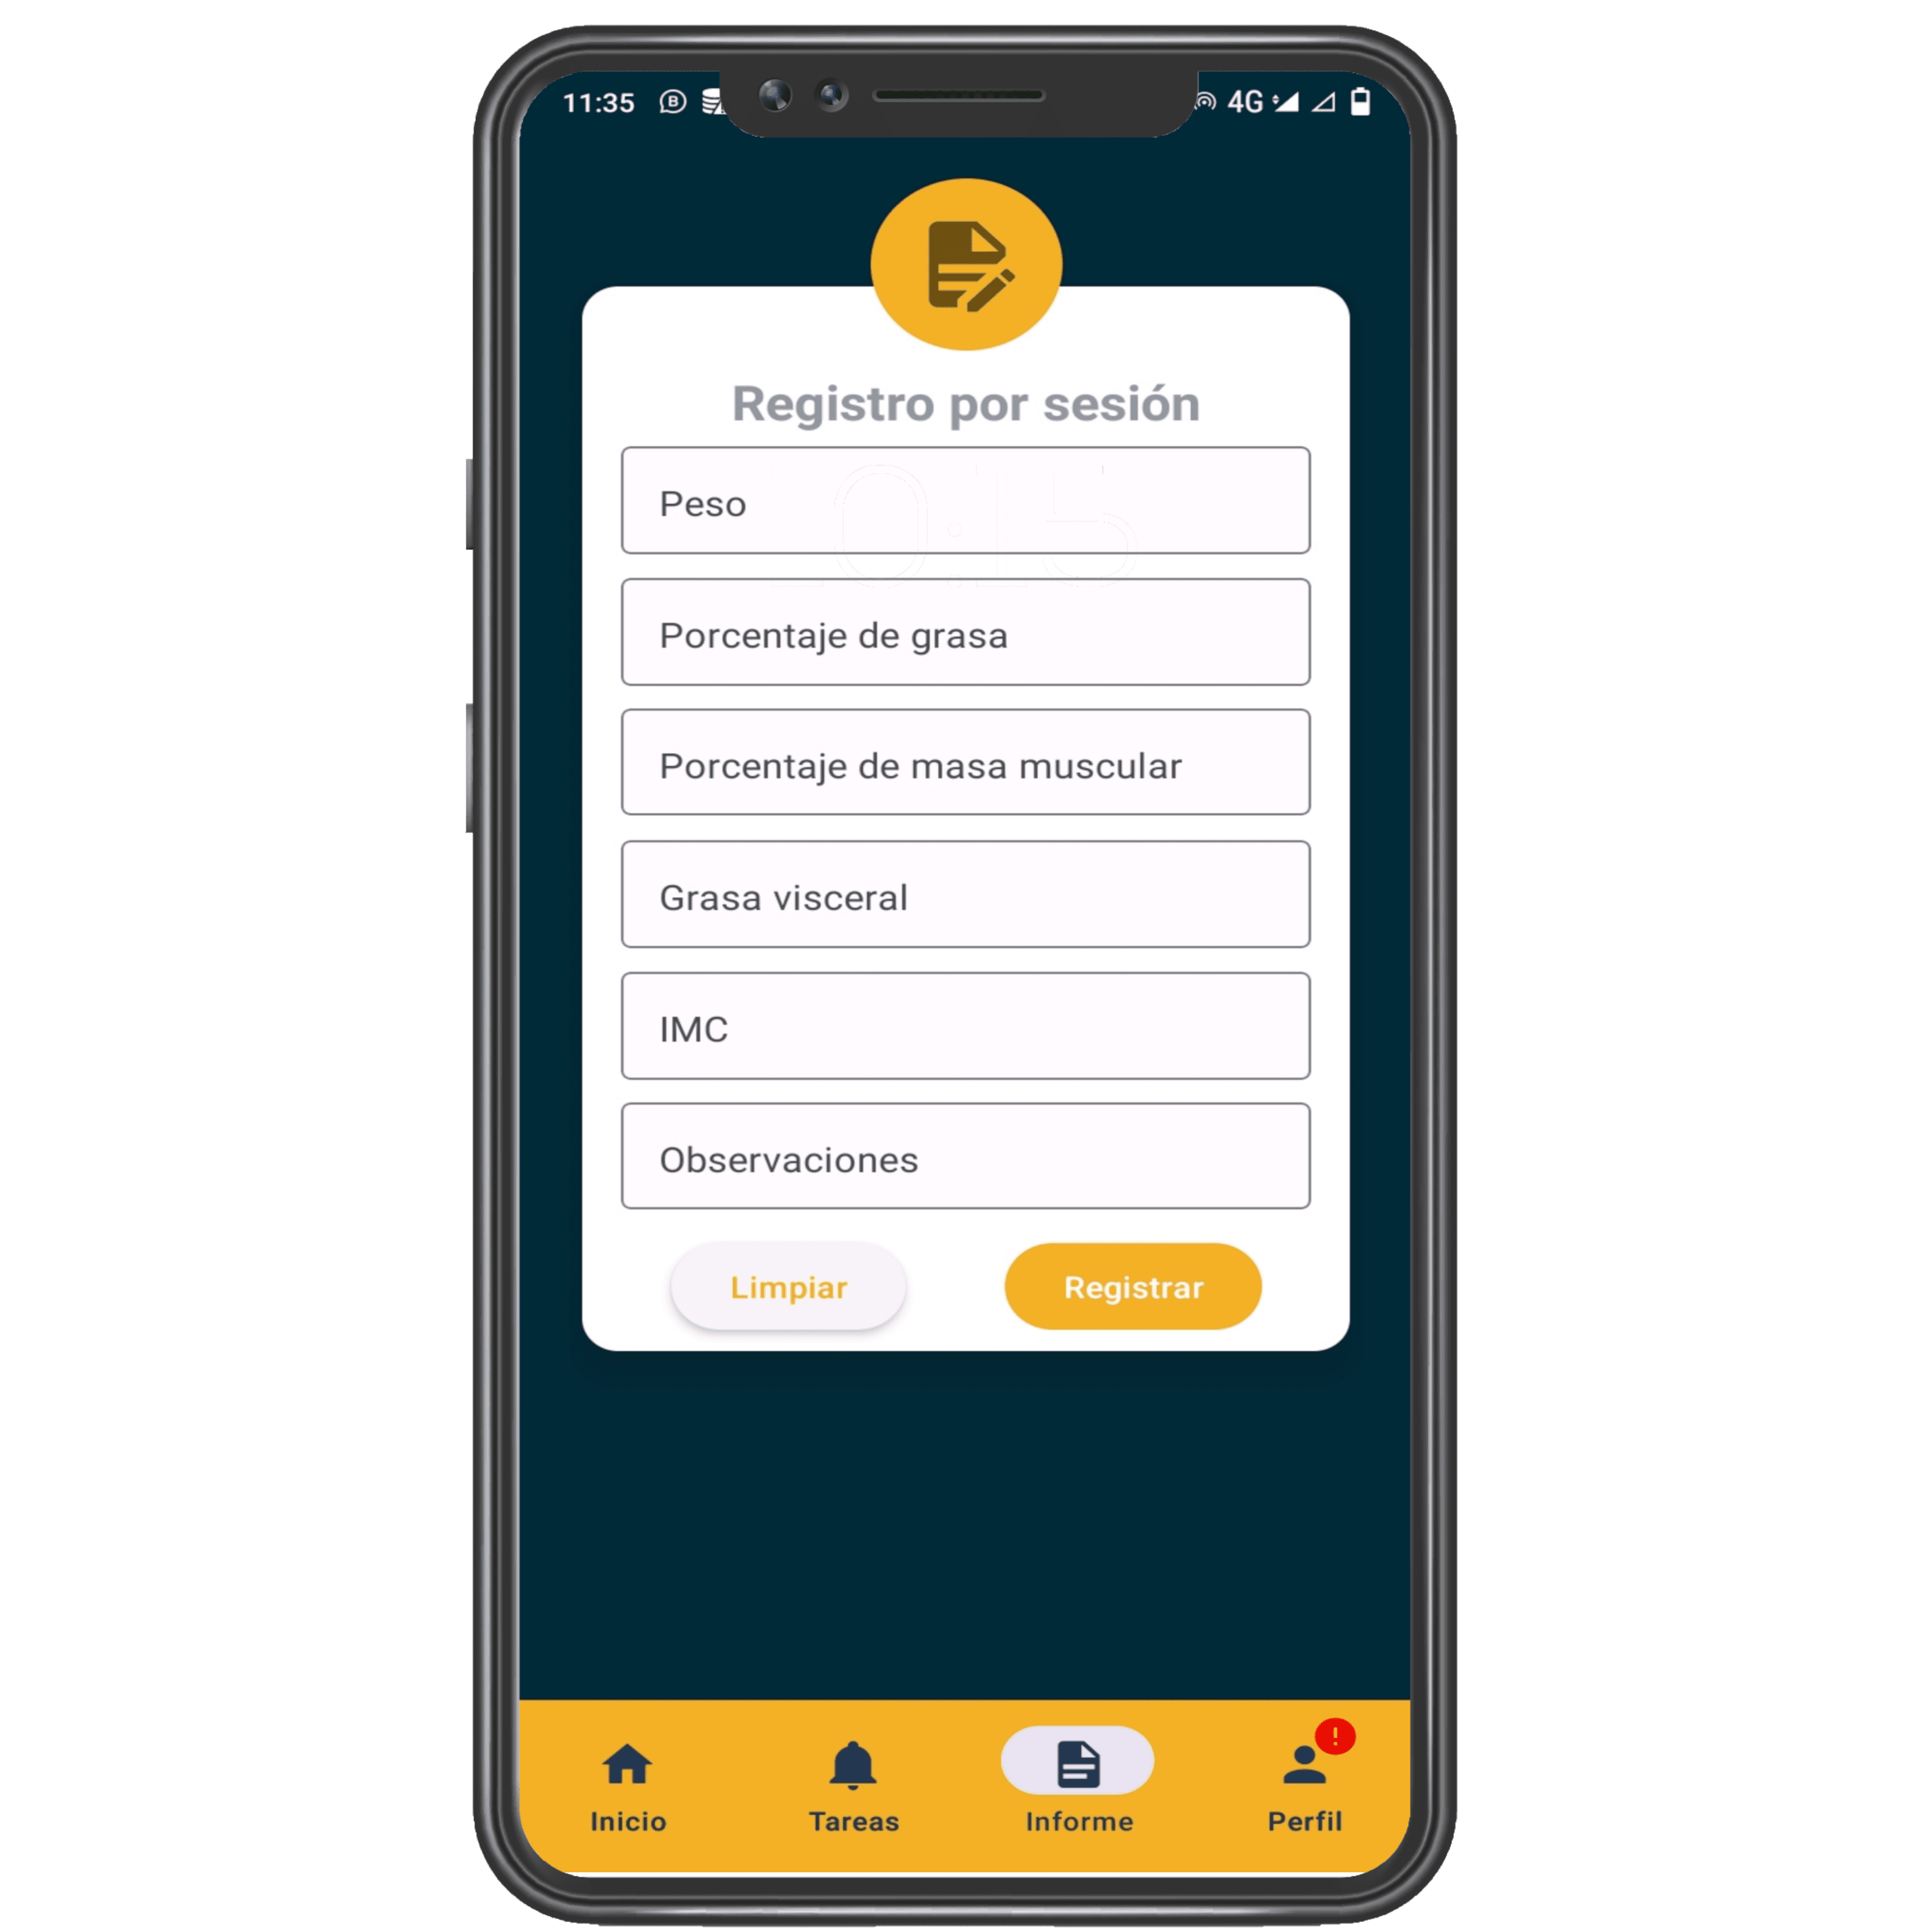 11:35 4G
Registro por sesión
Peso
Porcentaje de grasa
Porcentaje de masa muscular
Grasa visceral
IMC
Observaciones
Limpiar Registrar
Inicio Tareas Informe Perfil